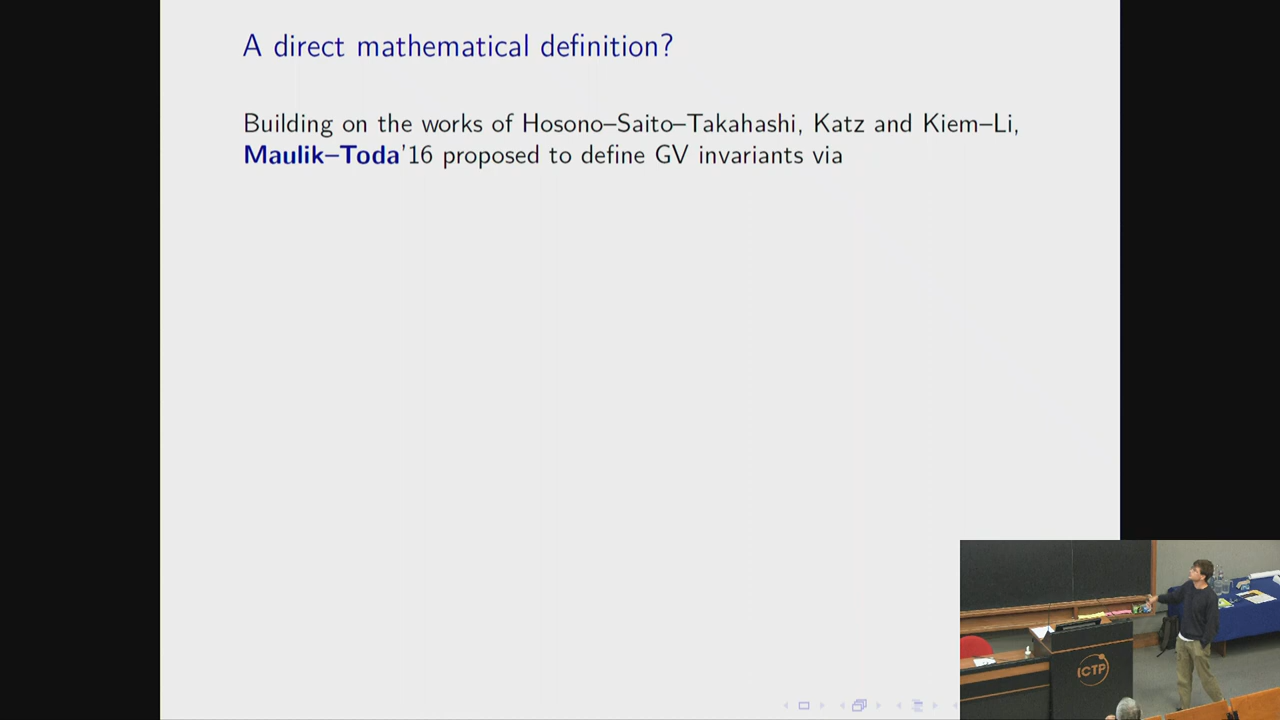 A direct mathematical definition?
Building on the works of Hosono–Saito–Takahashi, Katz and Kiem–Li,
Maulik–Toda'16 proposed to define GV invariants via
ICTP